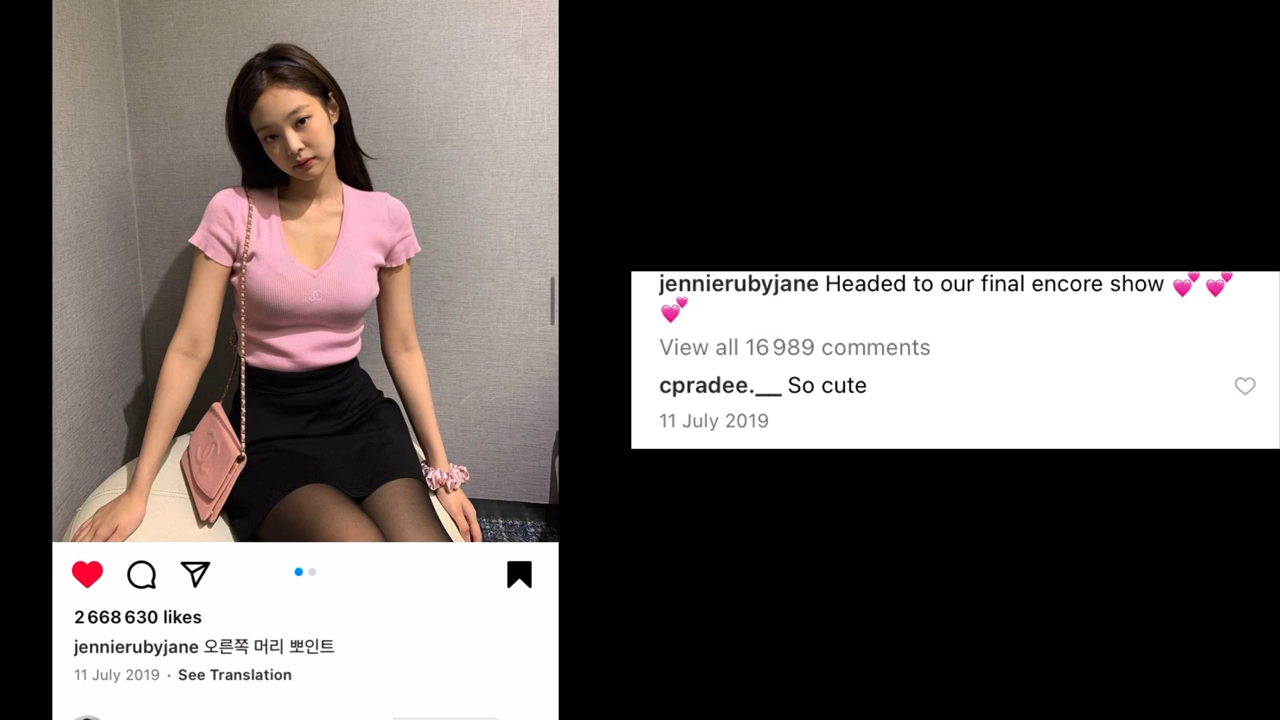 2 668 630 likes
jennierubyjane 오른쪽 머리 뽀인트
11 July 2019 · See Translation
jennierubyjane Headed to our final encore show 💕 💕
💕
View all 16 989 comments
cpradee.__ So cute
11 July 2019